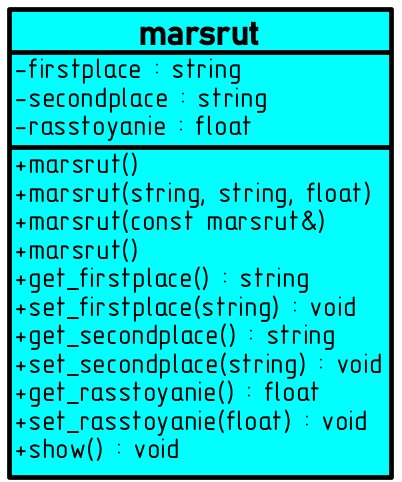 marsrut
-firstplace : string
-secondplace : string
-rasstoyanie : float
+marsrut()
+marsrut(string, string, float)
+marsrut(const marsrut&)
+marsrut()
+get_firstplace() : string
+set_firstplace(string) : void
+get_secondplace() : string
+set_secondplace(string) : void
+get_rasstoyanie() : float
+set_rasstoyanie(float) : void
+show() : void